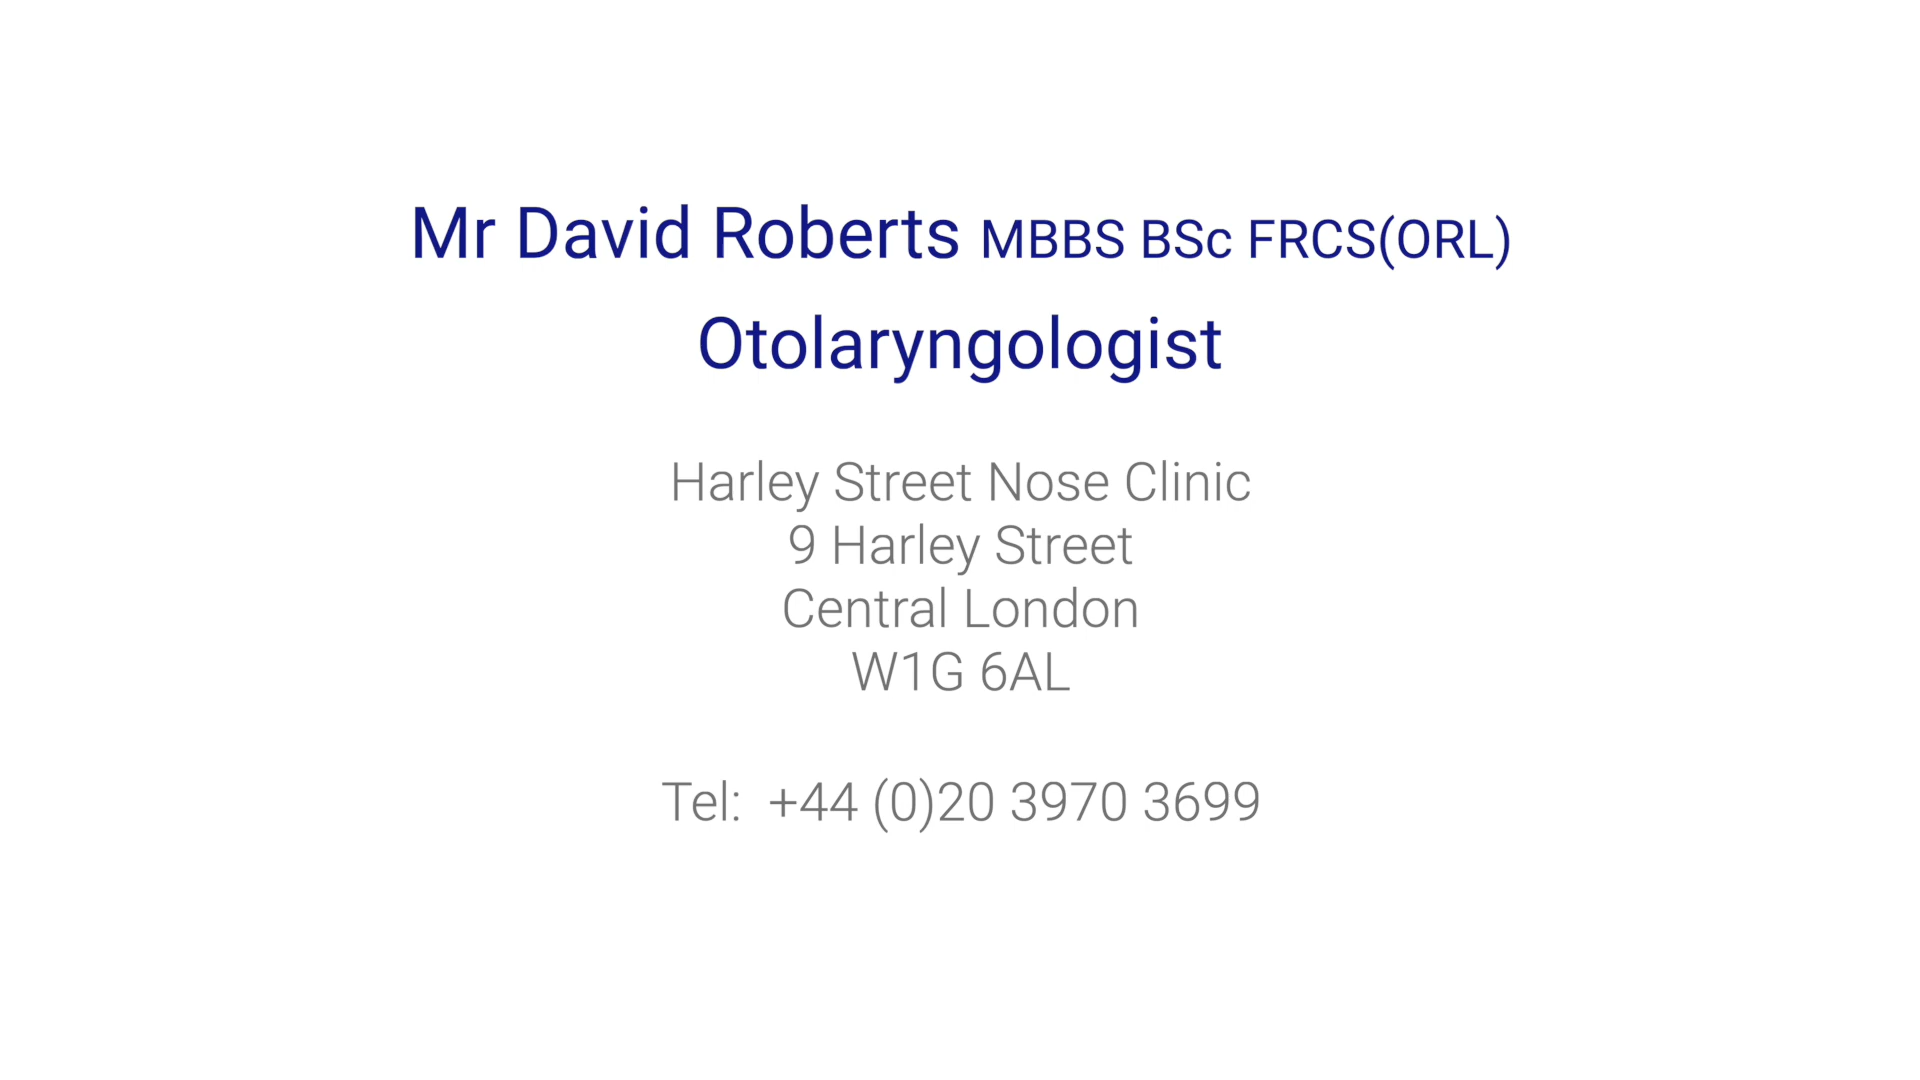 Mr David Roberts MBBS BSc FRCS(ORL)
Otolaryngologist
Harley Street Nose Clinic
9 Harley Street
Central London
W1G 6AL
Tel:  +44 (0)20 3970 3699